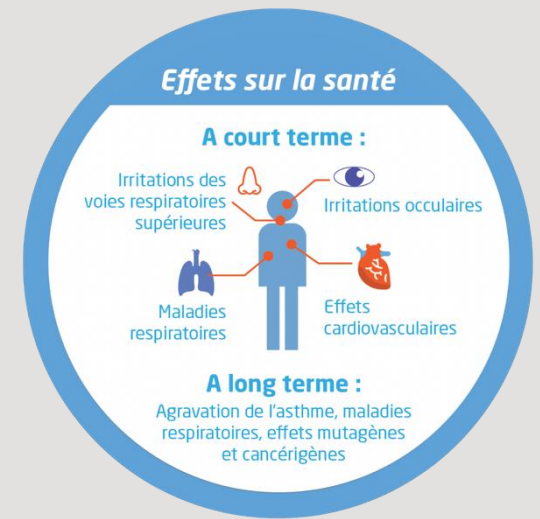 Effets sur la santé
A court terme :
Irritations des
voies respiratoires
supérieures
Irritations occulaires
Maladies
respiratoires
Effets
cardiovasculaires
A long terme :
Agravation de l'asthme, maladies
respiratoires, effets mutagènes
et cancérigènes